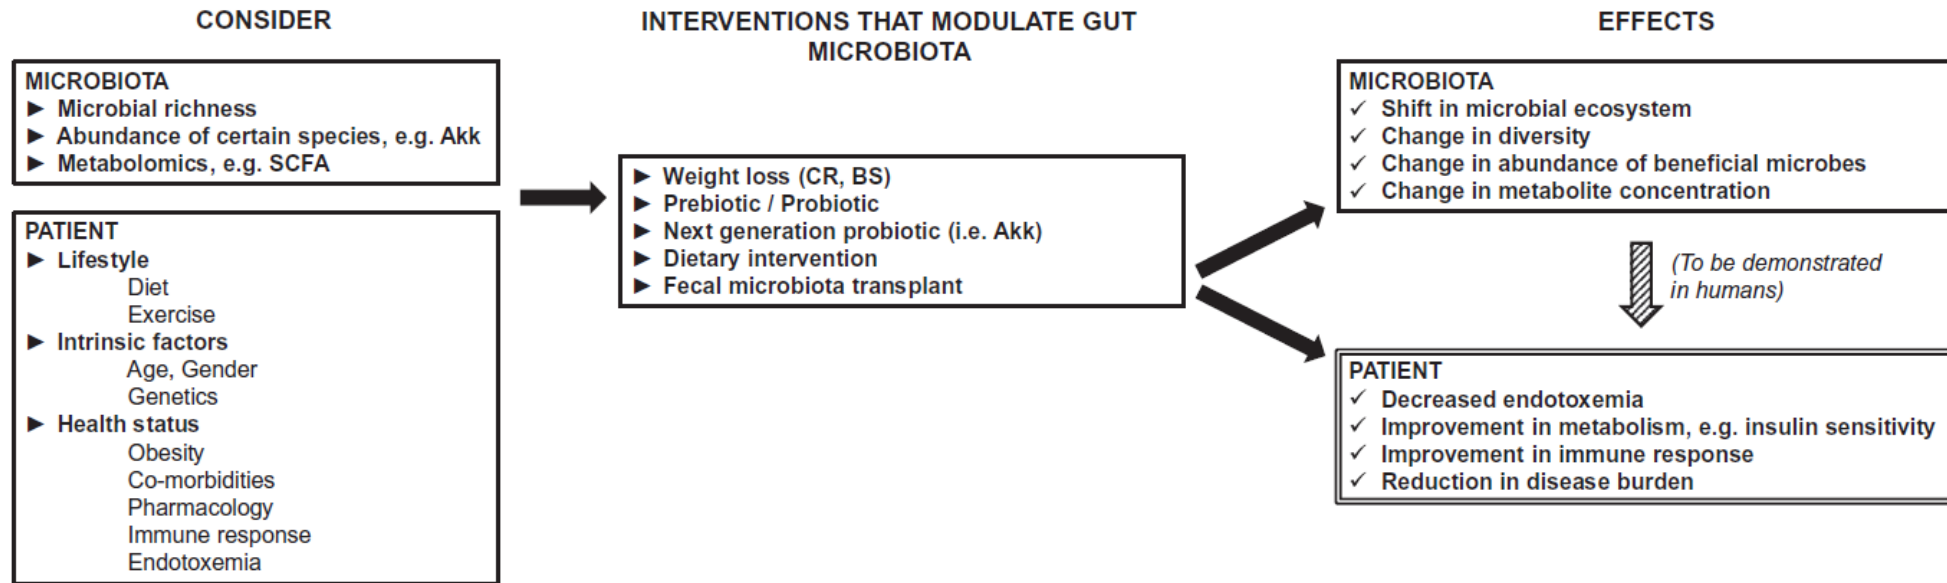 CONSIDER
MICROBIOTA
► Microbial richness
► Abundance of certain species, e.g. Akk
► Metabolomics, e.g. SCFA
PATIENT
► Lifestyle
Diet
Exercise
► Intrinsic factors
Age, Gender
Genetics
► Health status
Obesity
Co-morbidities
Pharmacology
Immune response
Endotoxemia
INTERVENTIONS THAT MODULATE GUT
MICROBIOTA
► Weight loss (CR, BS)
► Prebiotic / Probiotic
► Next generation probiotic (i.e. Akk)
► Dietary intervention
► Fecal microbiota transplant
EFFECTS
MICROBIOTA
✓ Shift in microbial ecosystem
✓ Change in diversity
✓ Change in abundance of beneficial microbes
✓ Change in metabolite concentration
(To be demonstrated
in humans)
PATIENT
✓ Decreased endotoxemia
✓ Improvement in metabolism, e.g. insulin sensitivity
✓ Improvement in immune response
✓ Reduction in disease burden